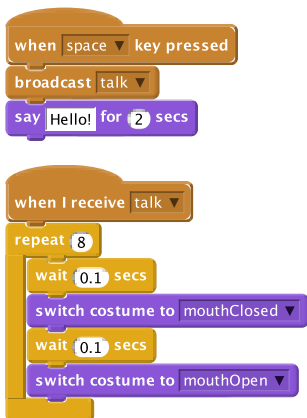 when space key pressed
broadcast talk
say Hello! for 2 secs
when I receive talk
repeat 8
wait 0.1 secs
switch costume to mouthClosed
wait 0.1 secs
switch costume to mouthOpen